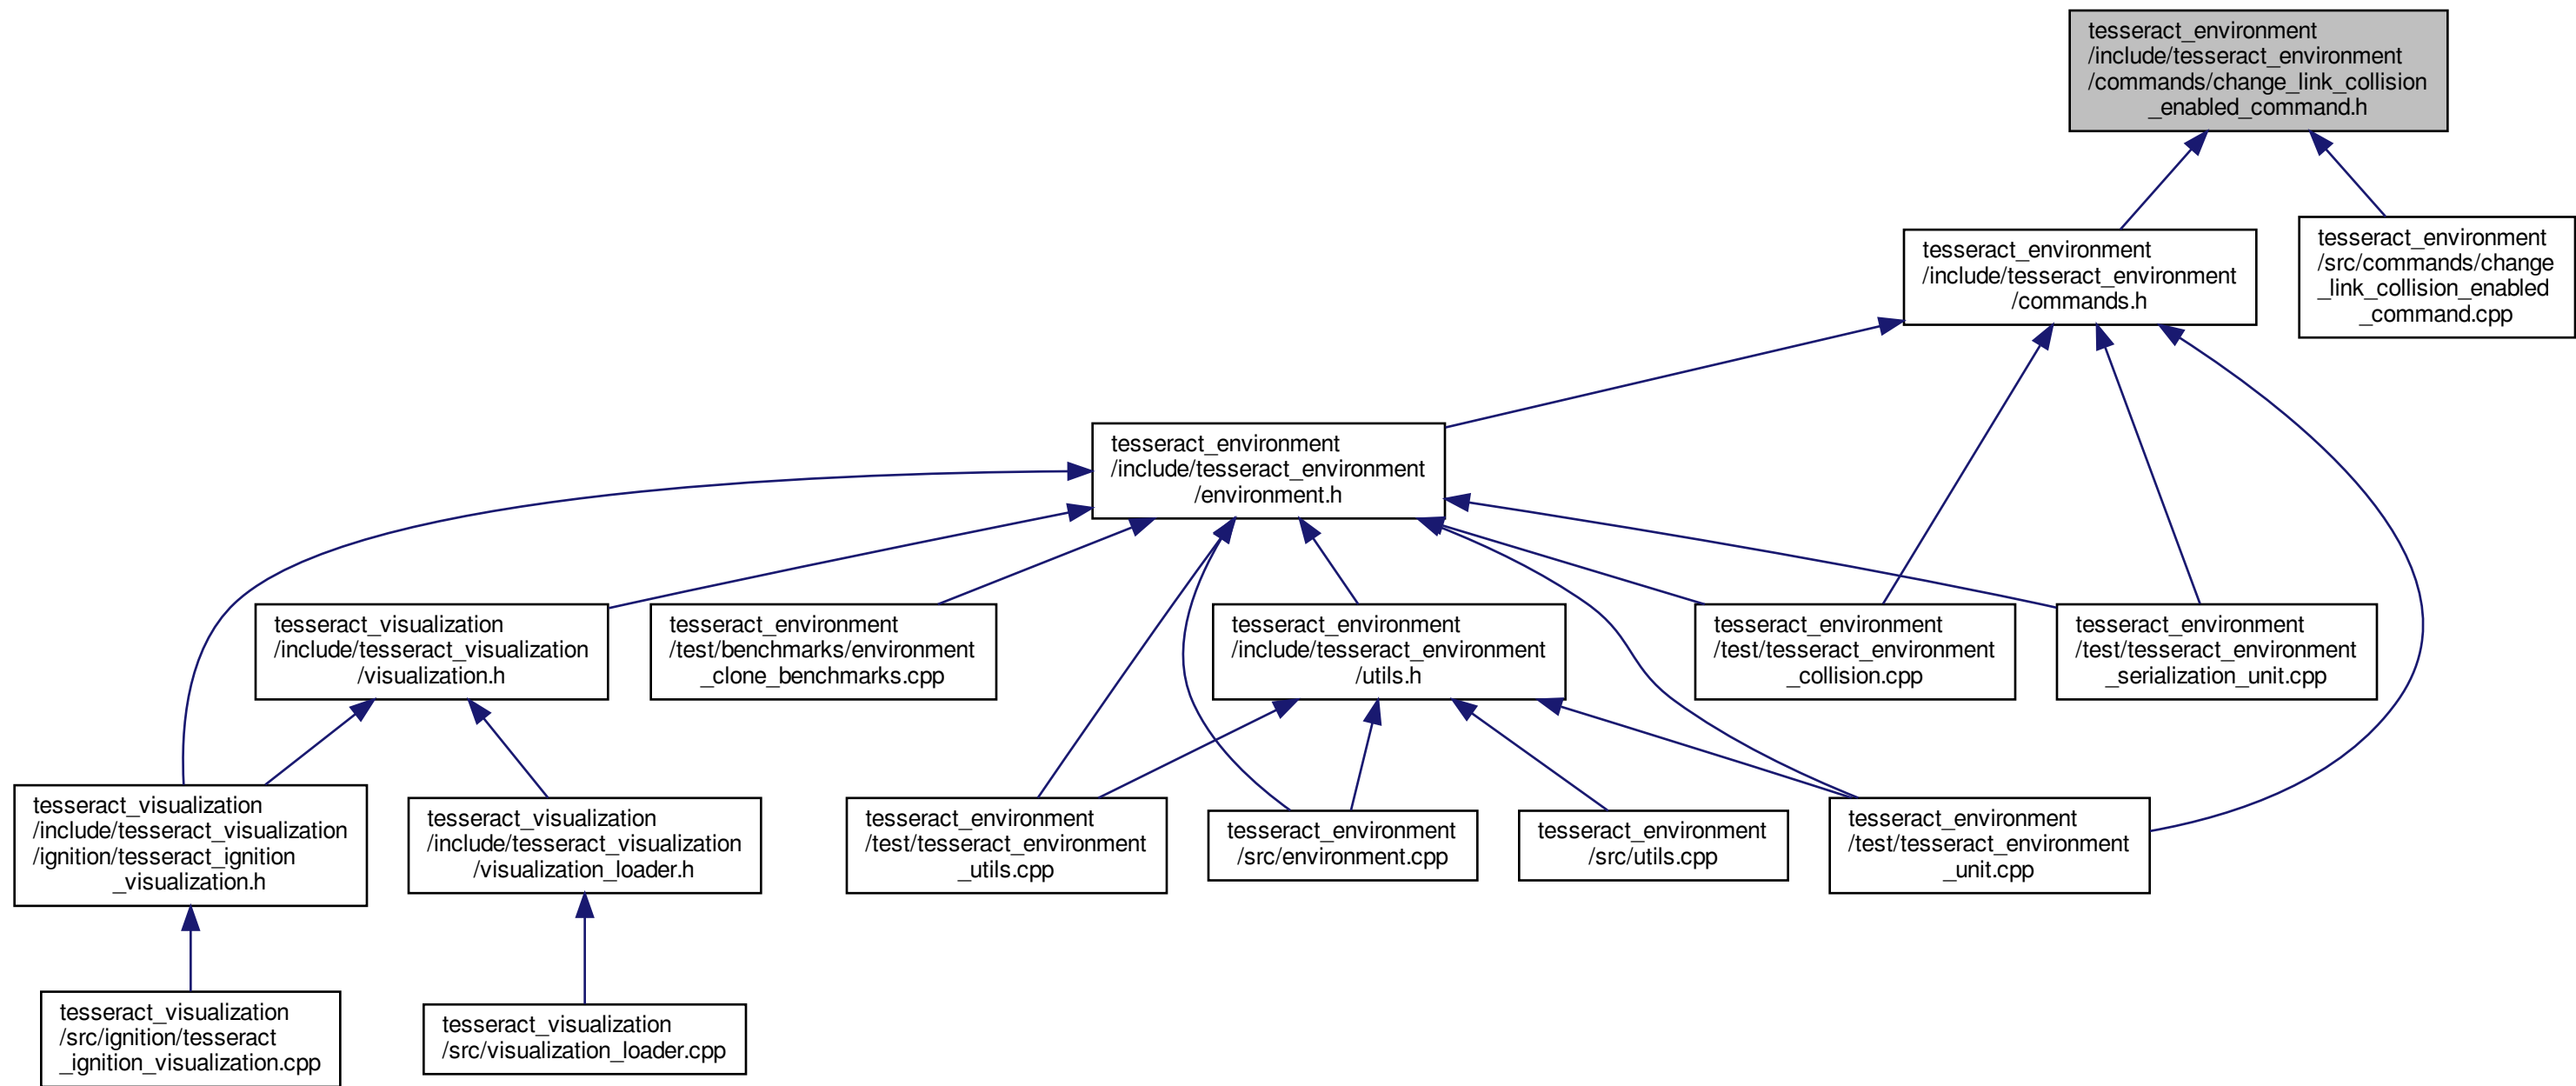 tesseract_environment
/include/tesseract_environment
/commands/change_link_collision
_enabled_command.h
tesseract_environment
/include/tesseract_environment
/commands.h
tesseract_environment
/src/commands/change
_link_collision_enabled
_command.cpp
tesseract_environment
/include/tesseract_environment
/environment.h
tesseract_visualization
/include/tesseract_visualization
/visualization.h
tesseract_environment
/test/benchmarks/environment
_clone_benchmarks.cpp
tesseract_environment
/include/tesseract_environment
/utils.h
tesseract_environment
/test/tesseract_environment
_collision.cpp
tesseract_environment
/test/tesseract_environment
_serialization_unit.cpp
tesseract_visualization
/include/tesseract_visualization
/ignition/tesseract_ignition
_visualization.h
tesseract_visualization
/include/tesseract_visualization
/visualization_loader.h
tesseract_environment
/test/tesseract_environment
_utils.cpp
tesseract_environment
/src/environment.cpp
tesseract_environment
/src/utils.cpp
tesseract_environment
/test/tesseract_environment
_unit.cpp
tesseract_visualization
/src/ignition/tesseract
_ignition_visualization.cpp
tesseract_visualization
/src/visualization_loader.cpp